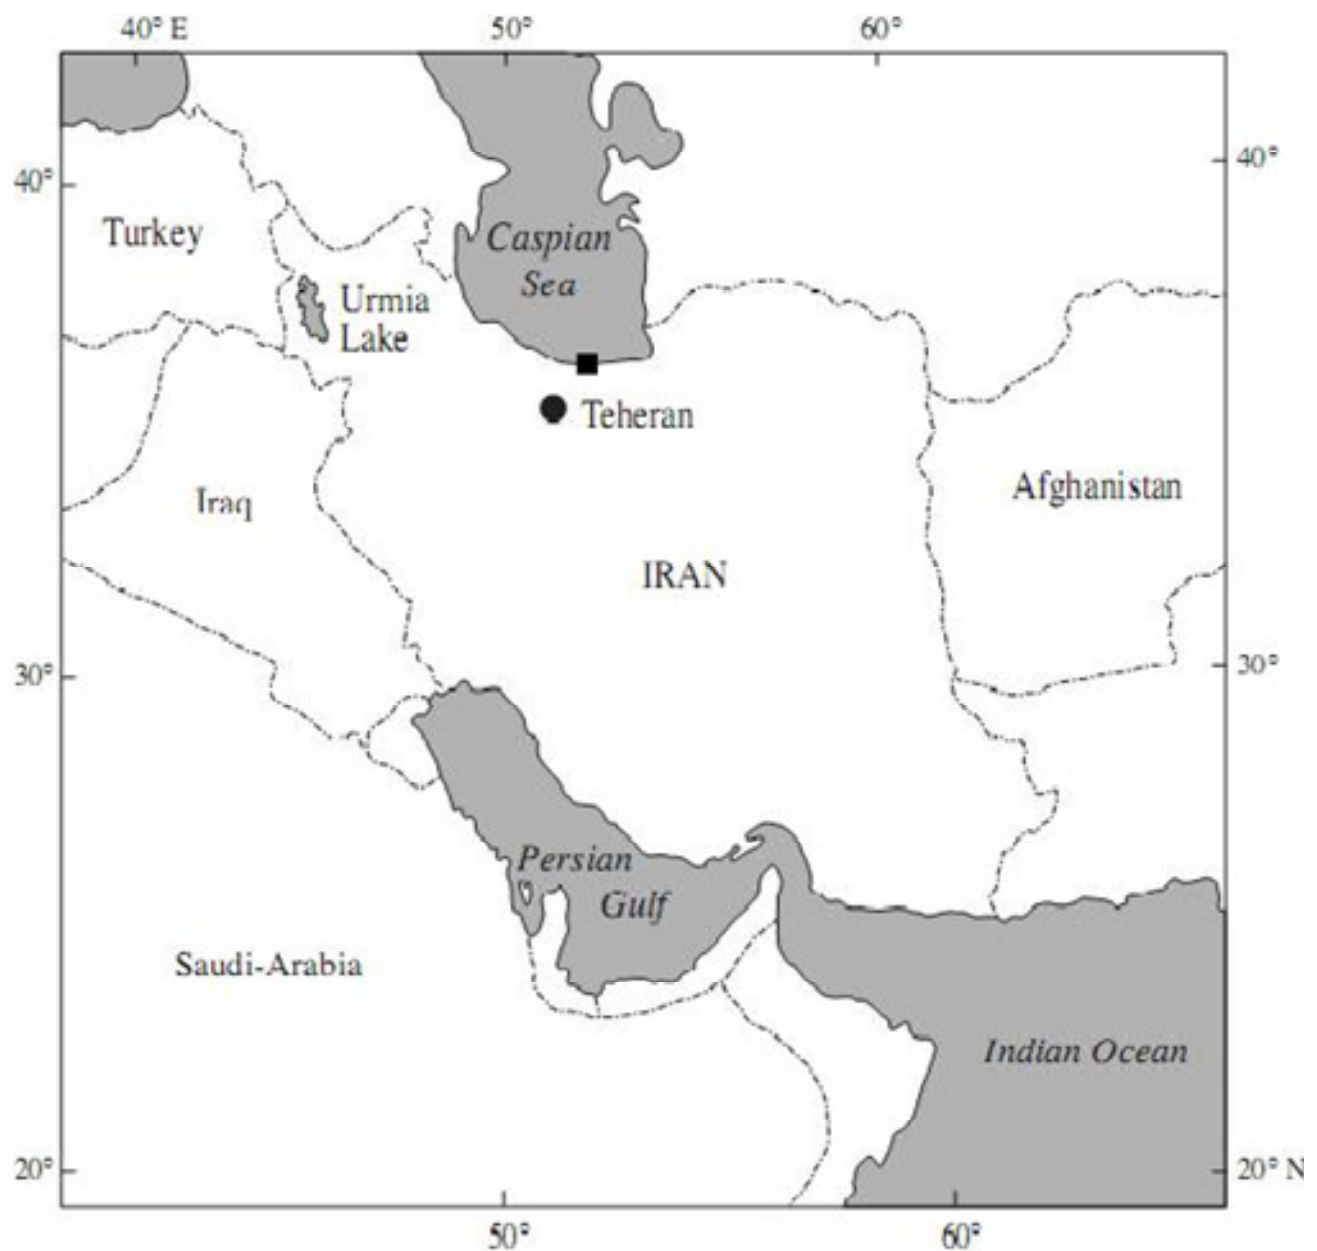 40° E
50°
60°
40°
40°
Turkey
Caspian
Sea
Urmia
Lake
Teheran
Iraq
Afghanistan
IRAN
30°
30°
Persian
Gulf
Saudi-Arabia
Indian Ocean
20°
20° N
50°
60°